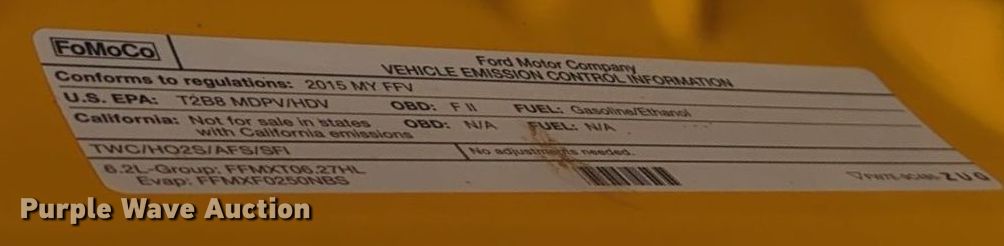 FoMoCo
Ford Motor Company
VEHICLE EMISSION CONTROL INFORMATION
Conforms to regulations: 2015 MY FFV
U.S. EPA: T2B8 MDPV/HDV OBD: F II FUEL: Gasoline/Ethanol
California: Not for sale in states with California emissions OBD: N/A FUEL: N/A
TWC/HO2S/AFS/SFI No adjustments needed.
6.2L-Group: FFMXT06.27HL
Evap: FFMXF0250NBS
ZUG
Purple Wave Auction